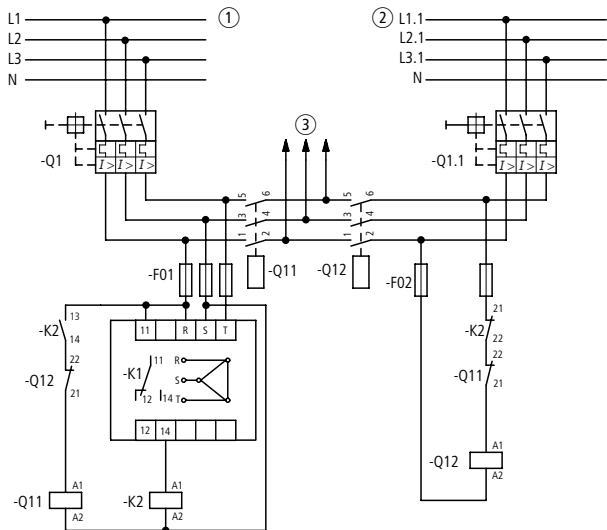 L1 ① ② L1.1
L2 L2.1
L3 L3.1
N N
③
-Q1 -Q1.1
I> I> I> I> I> I>
5 6 5 6
3 4 3 4
1 2 1 2
-Q11 -Q12
-F01 -F02
13 14 -K2
11 R S T
21 22 -K2
-K1 11 12 14 R S T
22 21 -Q12
22 21 -Q11
12 14
-Q11 A1 A2
-K2 A1 A2
-Q12 A1 A2